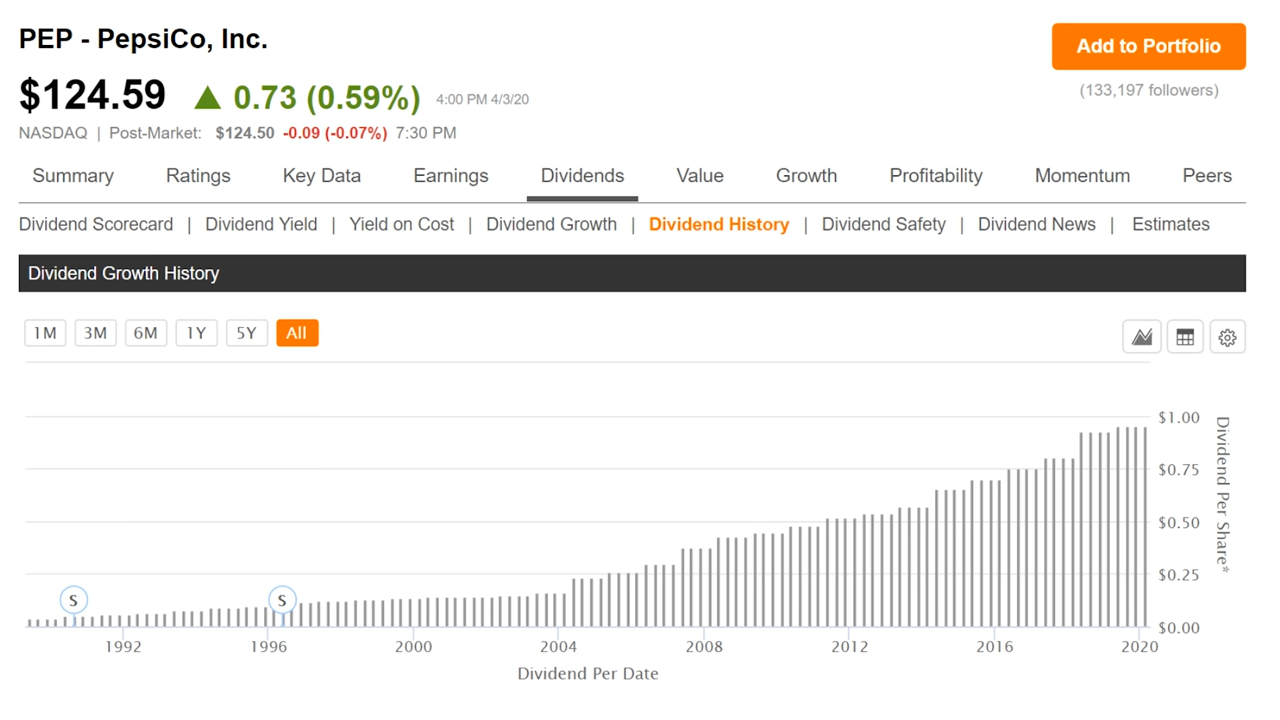 PEP - PepsiCo, Inc.
Add to Portfolio
$124.59 ▲ 0.73 (0.59%) 4:00 PM 4/3/20
(133,197 followers)
NASDAQ | Post-Market: $124.50 -0.09 (-0.07%) 7:30 PM
Summary Ratings Key Data Earnings Dividends Value Growth Profitability Momentum Peers
Dividend Scorecard | Dividend Yield | Yield on Cost | Dividend Growth | Dividend History | Dividend Safety | Dividend News | Estimates
Dividend Growth History
1M 3M 6M 1Y 5Y All
$1.00
$0.75
$0.50
$0.25
$0.00
Dividend Per Share*
S S
1992 1996 2000 2004 2008 2012 2016 2020
Dividend Per Date